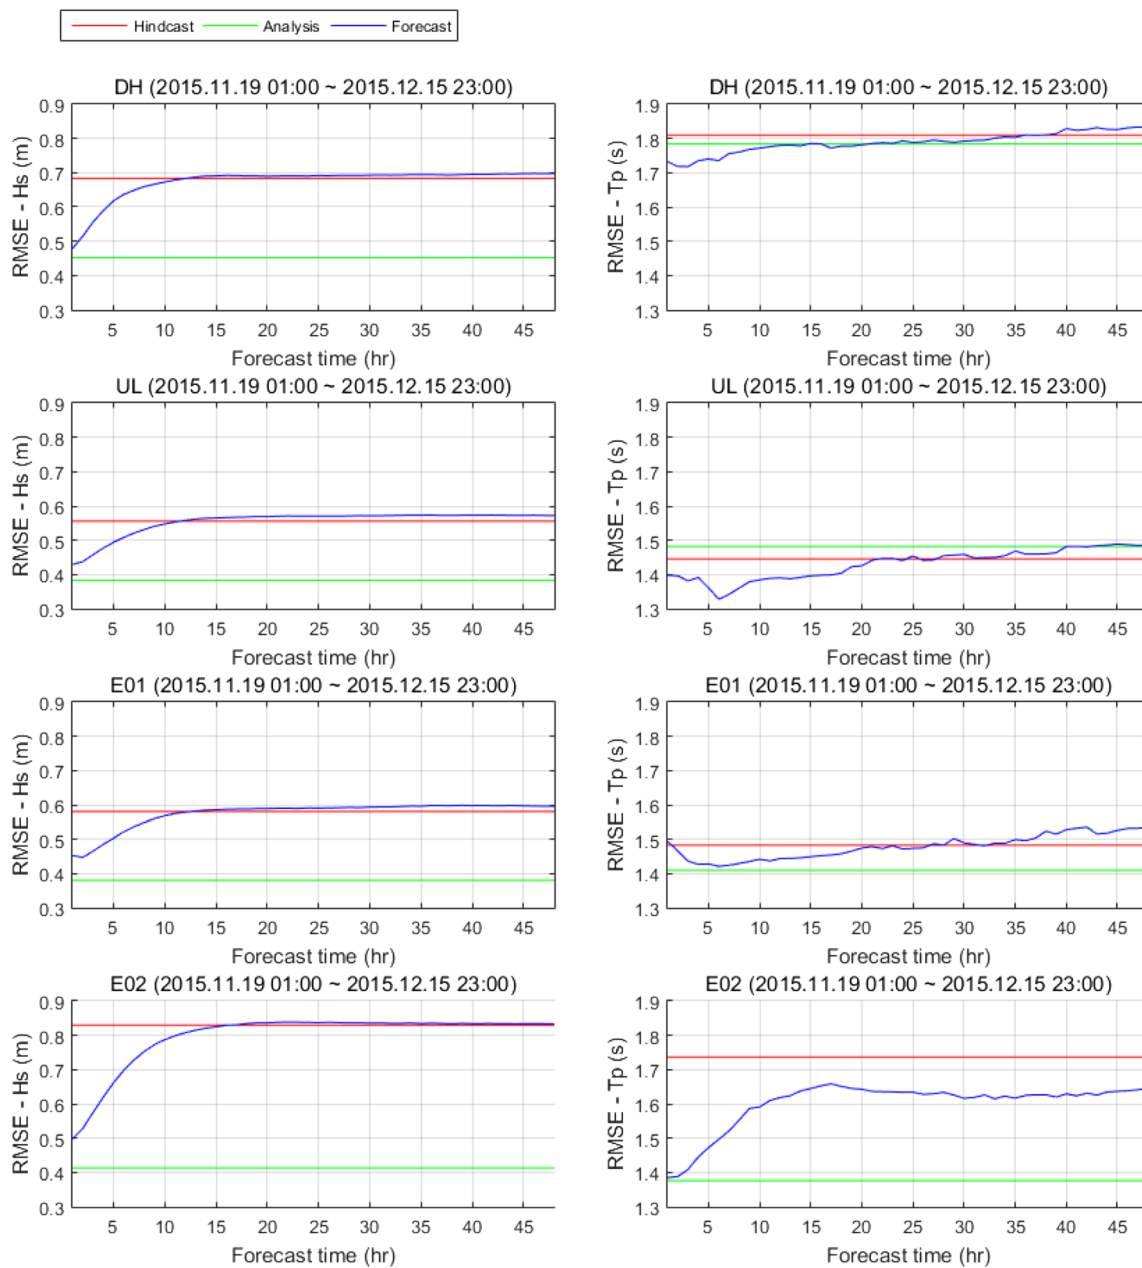 Hindcast Analysis Forecast
DH (2015.11.19 01:00 ~ 2015.12.15 23:00)
RMSE - Hs (m)
0.9
0.8
0.7
0.6
0.5
0.4
0.3
5 10 15 20 25 30 35 40 45
Forecast time (hr)
DH (2015.11.19 01:00 ~ 2015.12.15 23:00)
RMSE - Tp (s)
1.9
1.8
1.7
1.6
1.5
1.4
1.3
5 10 15 20 25 30 35 40 45
Forecast time (hr)
UL (2015.11.19 01:00 ~ 2015.12.15 23:00)
RMSE - Hs (m)
0.9
0.8
0.7
0.6
0.5
0.4
0.3
5 10 15 20 25 30 35 40 45
Forecast time (hr)
UL (2015.11.19 01:00 ~ 2015.12.15 23:00)
RMSE - Tp (s)
1.9
1.8
1.7
1.6
1.5
1.4
1.3
5 10 15 20 25 30 35 40 45
Forecast time (hr)
E01 (2015.11.19 01:00 ~ 2015.12.15 23:00)
RMSE - Hs (m)
0.9
0.8
0.7
0.6
0.5
0.4
0.3
5 10 15 20 25 30 35 40 45
Forecast time (hr)
E01 (2015.11.19 01:00 ~ 2015.12.15 23:00)
RMSE - Tp (s)
1.9
1.8
1.7
1.6
1.5
1.4
1.3
5 10 15 20 25 30 35 40 45
Forecast time (hr)
E02 (2015.11.19 01:00 ~ 2015.12.15 23:00)
RMSE - Hs (m)
0.9
0.8
0.7
0.6
0.5
0.4
0.3
5 10 15 20 25 30 35 40 45
Forecast time (hr)
E02 (2015.11.19 01:00 ~ 2015.12.15 23:00)
RMSE - Tp (s)
1.9
1.8
1.7
1.6
1.5
1.4
1.3
5 10 15 20 25 30 35 40 45
Forecast time (hr)